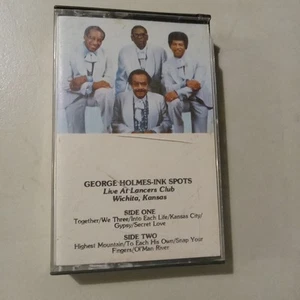 GEORGE HOLMES-INK SPOTS
Live At Lancers Club
Wichita, Kansas
SIDE ONE
Together/We Three/Into Each Life/Kansas City/
Gypsy/Secret Love
SIDE TWO
Highest Mountain/To Each His Own/Snap Your
Fingers/Ol'Man River